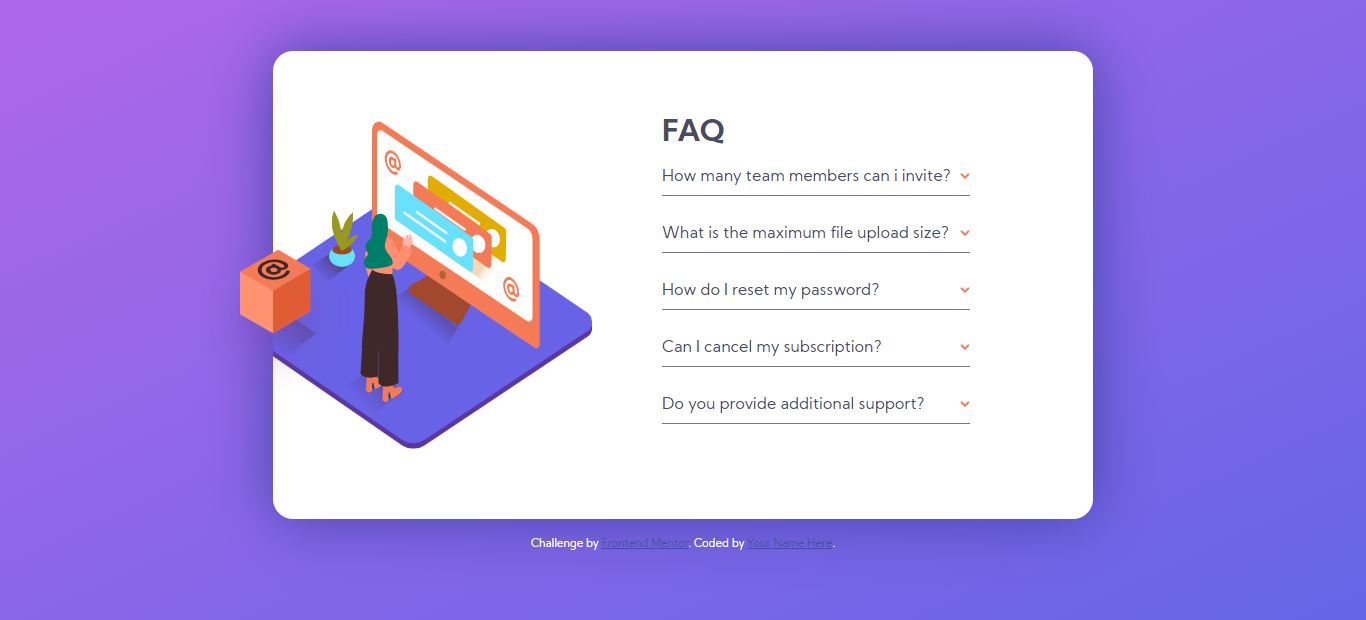 FAQ
How many team members can i invite?
What is the maximum file upload size?
How do I reset my password?
Can I cancel my subscription?
Do you provide additional support?
Challenge by Frontend Mentor. Coded by Your Name Here.